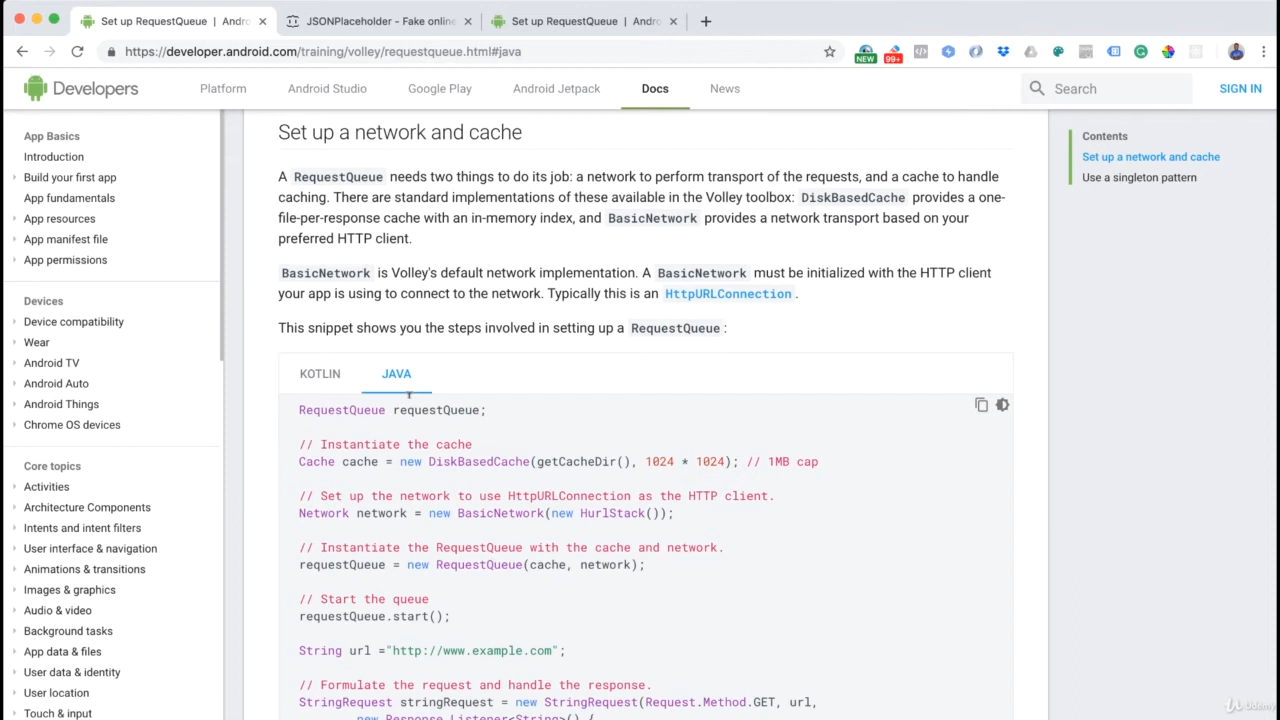 Set up RequestQueue | Andro
JSONPlaceholder - Fake online
Set up RequestQueue | Andro
https://developer.android.com/training/volley/requestqueue.html#java
NEW
99+
Developers
Platform
Android Studio
Google Play
Android Jetpack
Docs
News
Search
SIGN IN
App Basics
Introduction
Build your first app
App fundamentals
App resources
App manifest file
App permissions
Devices
Device compatibility
Wear
Android TV
Android Auto
Android Things
Chrome OS devices
Core topics
Activities
Architecture Components
Intents and intent filters
User interface & navigation
Animations & transitions
Images & graphics
Audio & video
Background tasks
App data & files
User data & identity
User location
Touch & input
Set up a network and cache
A RequestQueue needs two things to do its job: a network to perform transport of the requests, and a cache to handle
caching. There are standard implementations of these available in the Volley toolbox: DiskBasedCache provides a one-
file-per-response cache with an in-memory index, and BasicNetwork provides a network transport based on your
preferred HTTP client.
BasicNetwork is Volley's default network implementation. A BasicNetwork must be initialized with the HTTP client
your app is using to connect to the network. Typically this is an HttpURLConnection.
This snippet shows you the steps involved in setting up a RequestQueue:
KOTLIN
JAVA
RequestQueue requestQueue;
// Instantiate the cache
Cache cache = new DiskBasedCache(getCacheDir(), 1024 * 1024); // 1MB cap
// Set up the network to use HttpURLConnection as the HTTP client.
Network network = new BasicNetwork(new HurlStack());
// Instantiate the RequestQueue with the cache and network.
requestQueue = new RequestQueue(cache, network);
// Start the queue
requestQueue.start();
String url ="http://www.example.com";
// Formulate the request and handle the response.
StringRequest stringRequest = new StringRequest(Request.Method.GET, url,
new Response.Listener<String>() {
Contents
Set up a network and cache
Use a singleton pattern
Udemy